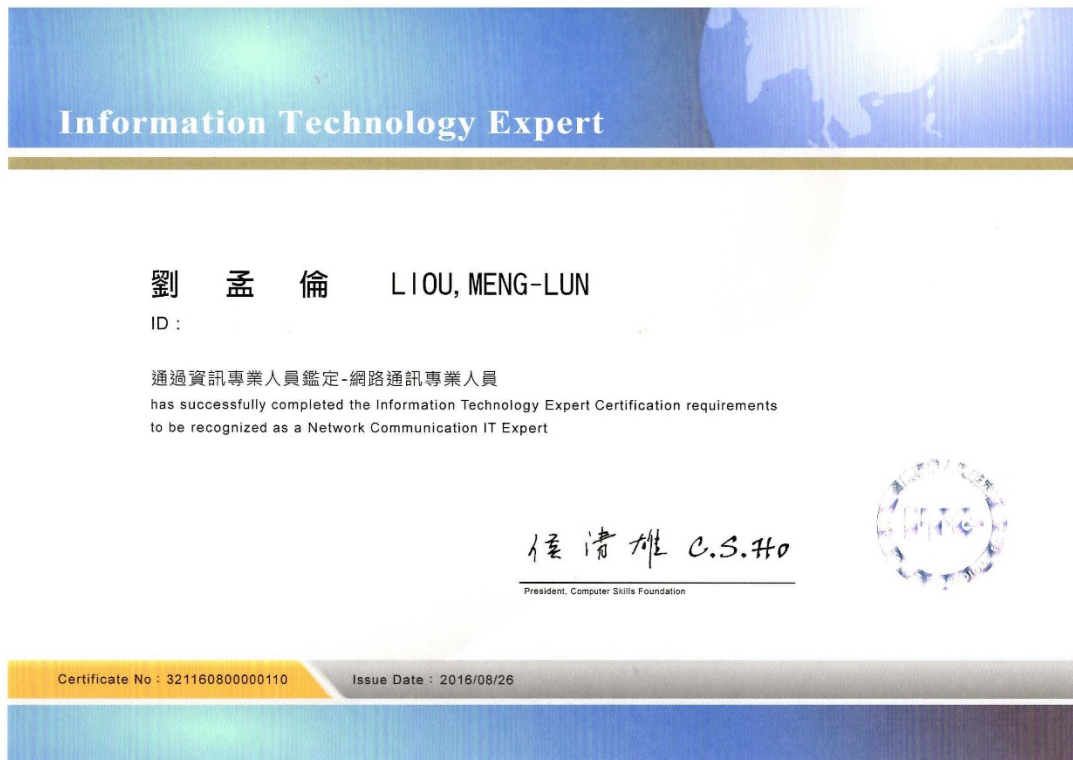 Information Technology Expert
劉 孟 倫 LIOU, MENG-LUN
ID：
通過資訊專業人員鑑定-網路通訊專業人員
has successfully completed the Information Technology Expert Certification requirements
to be recognized as a Network Communication IT Expert
侯 清 雄 C.S.Ho
President, Computer Skills Foundation
Certificate No：321160800000110 Issue Date：2016/08/26